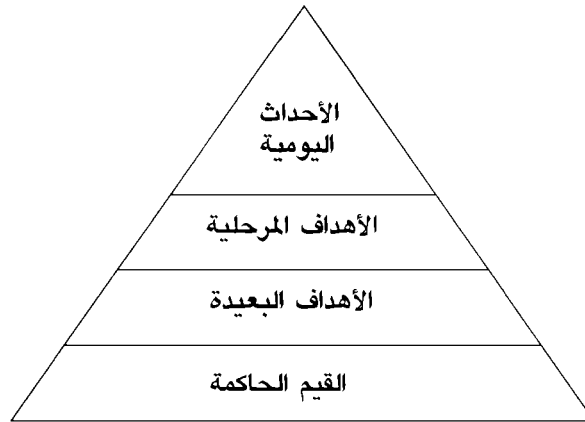 الأحداث
اليومية
الأهداف المرحلية
الأهداف البعيدة
القيم الحاكمة